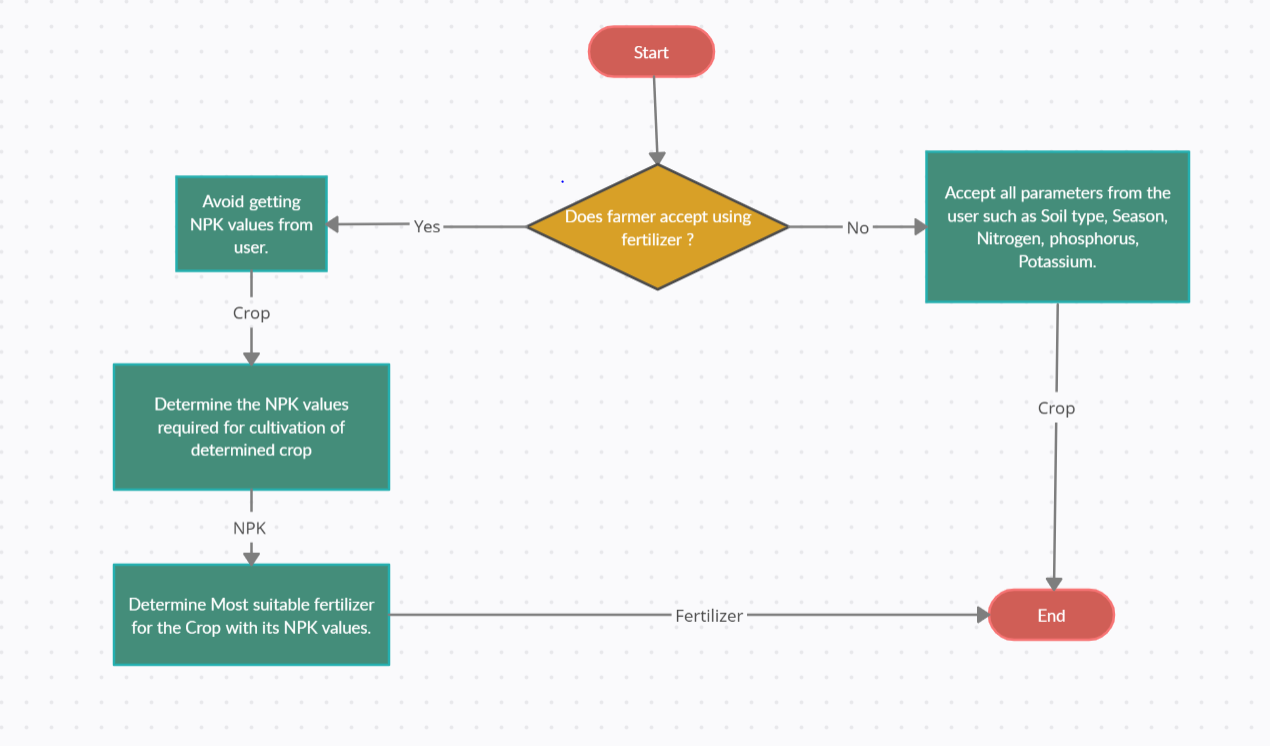 Start
Does farmer accept using
fertilizer ?
Yes
No
Avoid getting
NPK values from
user.
Accept all parameters from the
user such as Soil type, Season,
Nitrogen, phosphorus,
Potassium.
Crop
Determine the NPK values
required for cultivation of
determined crop
Crop
NPK
Determine Most suitable fertilizer
for the Crop with its NPK values.
Fertilizer
End